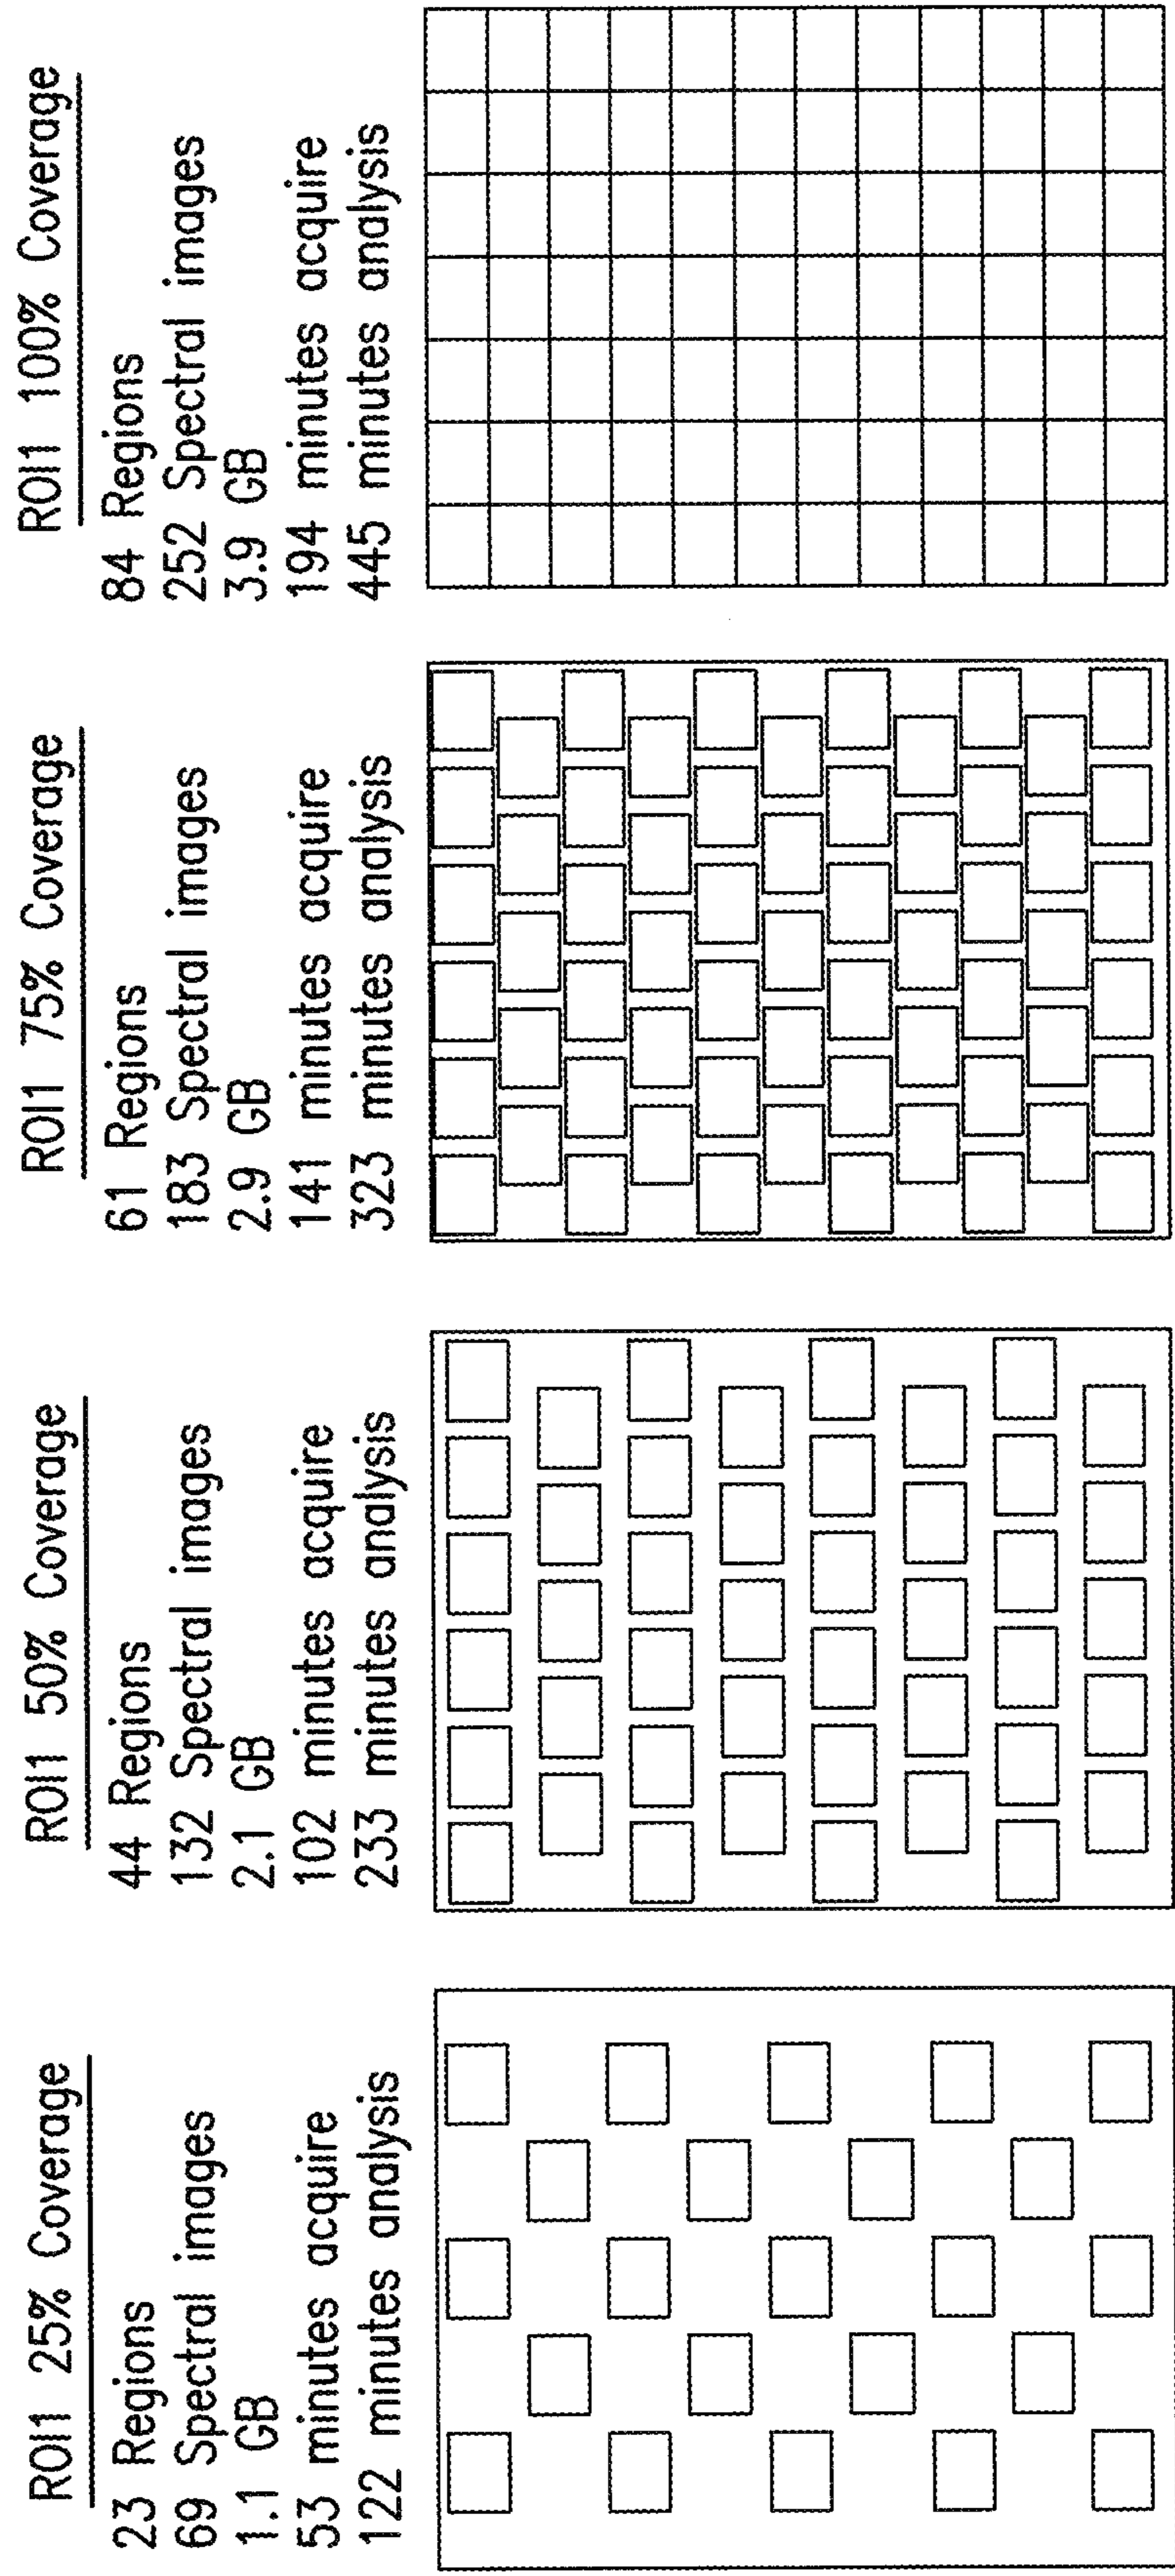 ROI1 25% Coverage
23 Regions
69 Spectral images
1.1 GB
53 minutes acquire
122 minutes analysis
ROI1 50% Coverage
44 Regions
132 Spectral images
2.1 GB
102 minutes acquire
233 minutes analysis
ROI1 75% Coverage
61 Regions
183 Spectral images
2.9 GB
141 minutes acquire
323 minutes analysis
ROI1 100% Coverage
84 Regions
252 Spectral images
3.9 GB
194 minutes acquire
445 minutes analysis